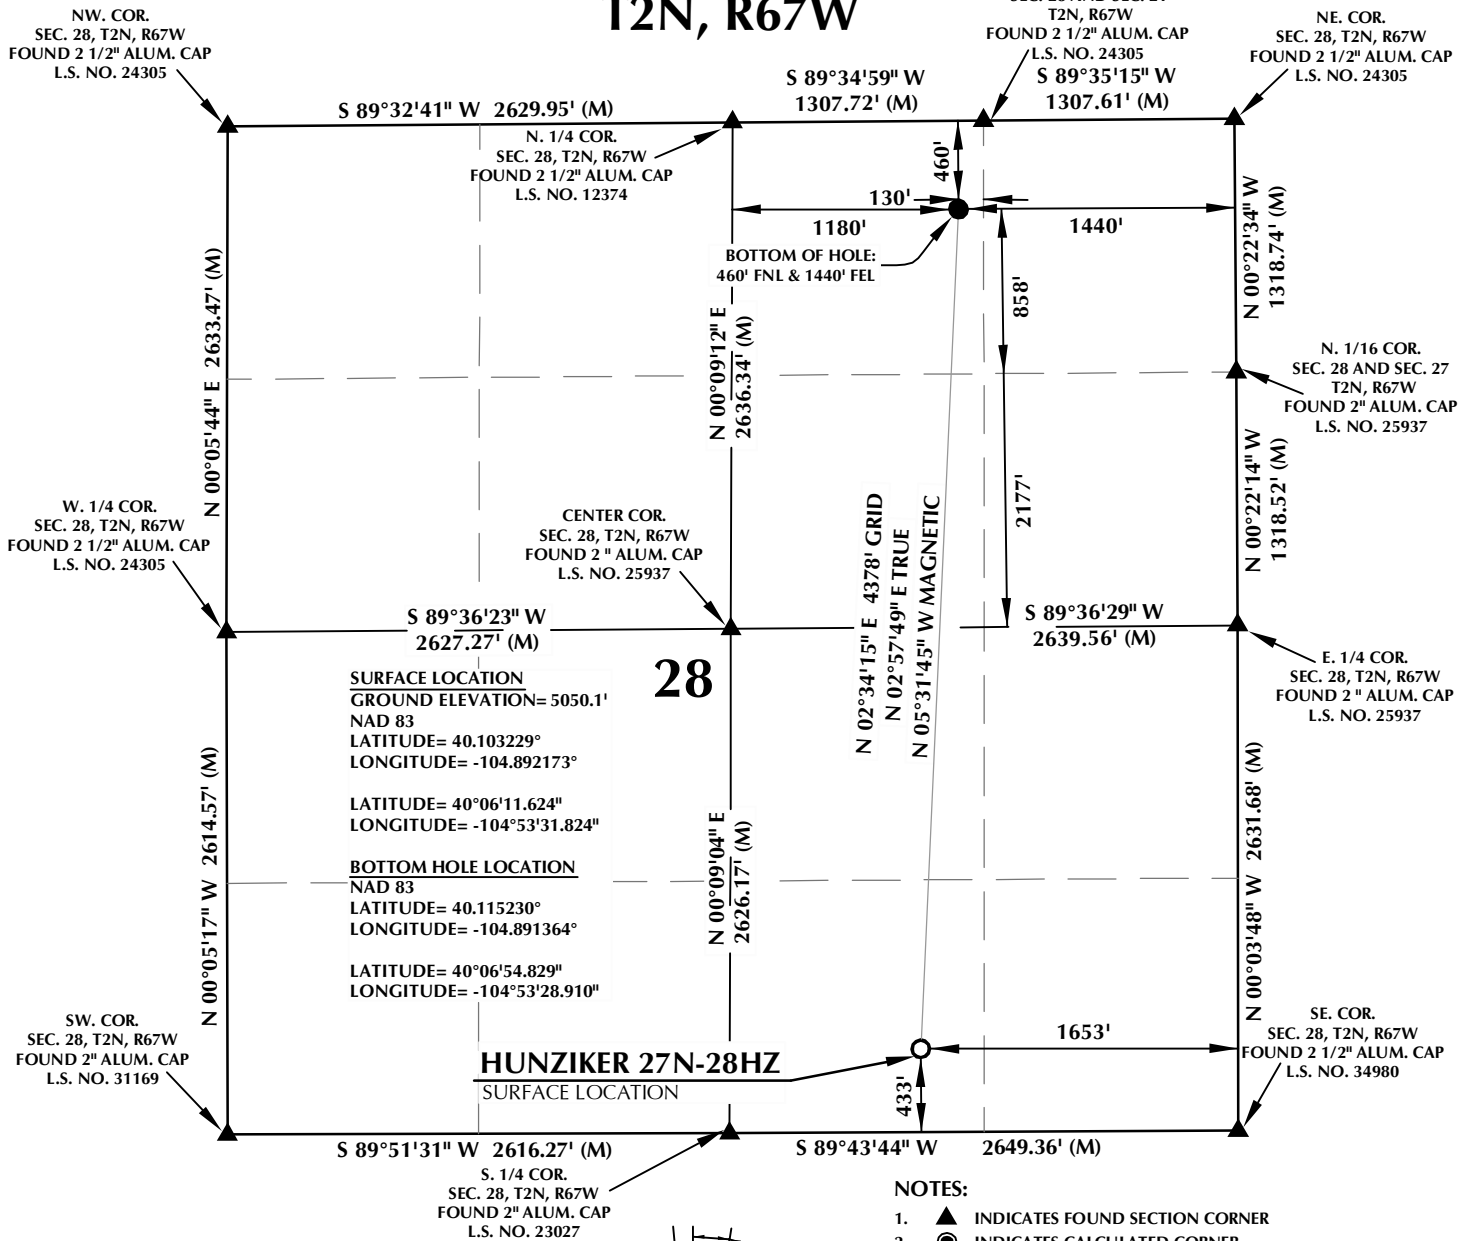 T2N, R67W
NW. COR.
SEC. 28, T2N, R67W
FOUND 2 1/2" ALUM. CAP
L.S. NO. 24305
T2N, R67W
FOUND 2 1/2" ALUM. CAP
L.S. NO. 24305
NE. COR.
SEC. 28, T2N, R67W
FOUND 2 1/2" ALUM. CAP
L.S. NO. 24305
S 89°32'41" W 2629.95' (M)
S 89°34'59" W
1307.72' (M)
S 89°35'15" W
1307.61' (M)
N. 1/4 COR.
SEC. 28, T2N, R67W
FOUND 2 1/2" ALUM. CAP
L.S. NO. 12374
460'
130'
1180'
1440'
BOTTOM OF HOLE:
460' FNL & 1440' FEL
858'
N 00°22'34" W
1318.74' (M)
N 00°05'44" E 2633.47' (M)
N 00°09'12" E
2636.34' (M)
N. 1/16 COR.
SEC. 28 AND SEC. 27
T2N, R67W
FOUND 2" ALUM. CAP
L.S. NO. 25937
2177'
N 00°22'14" W
1318.52' (M)
W. 1/4 COR.
SEC. 28, T2N, R67W
FOUND 2 1/2" ALUM. CAP
L.S. NO. 24305
CENTER COR.
SEC. 28, T2N, R67W
FOUND 2 " ALUM. CAP
L.S. NO. 25937
N 02°34'15" E 4378' GRID
N 02°57'49" E TRUE
N 05°31'45" W MAGNETIC
S 89°36'23" W
2627.27' (M)
S 89°36'29" W
2639.56' (M)
E. 1/4 COR.
SEC. 28, T2N, R67W
FOUND 2 " ALUM. CAP
L.S. NO. 25937
28
SURFACE LOCATION
GROUND ELEVATION= 5050.1'
NAD 83
LATITUDE= 40.103229°
LONGITUDE= -104.892173°
LATITUDE= 40°06'11.624"
LONGITUDE= -104°53'31.824"
BOTTOM HOLE LOCATION
NAD 83
LATITUDE= 40.115230°
LONGITUDE= -104.891364°
LATITUDE= 40°06'54.829"
LONGITUDE= -104°53'28.910"
N 00°05'17" W 2614.57' (M)
N 00°09'04" E
2626.17' (M)
N 00°03'48" W 2631.68' (M)
SW. COR.
SEC. 28, T2N, R67W
FOUND 2" ALUM. CAP
L.S. NO. 31169
HUNZIKER 27N-28HZ
SURFACE LOCATION
1653'
433'
SE. COR.
SEC. 28, T2N, R67W
FOUND 2 1/2" ALUM. CAP
L.S. NO. 34980
S 89°51'31" W 2616.27' (M)
S 89°43'44" W 2649.36' (M)
S. 1/4 COR.
SEC. 28, T2N, R67W
FOUND 2" ALUM. CAP
L.S. NO. 23027
NOTES:
1. INDICATES FOUND SECTION CORNER
2. INDICATES CALCULATED CORNER